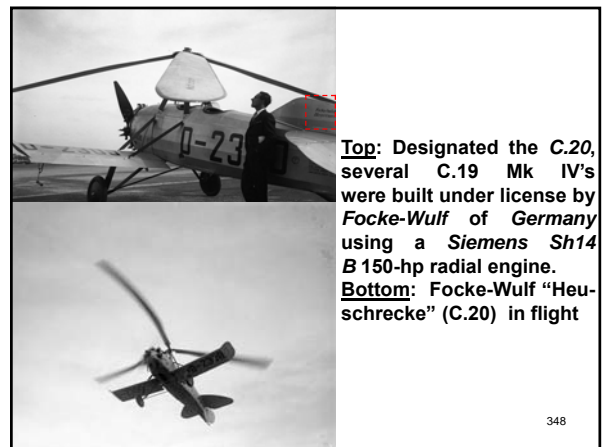 D-23
Top: Designated the C.20,
several C.19 Mk IV's
were built under license by
Focke-Wulf of Germany
using a Siemens Sh14
B 150-hp radial engine.
Bottom: Focke-Wulf “Heu-
schrecke” (C.20) in flight
348